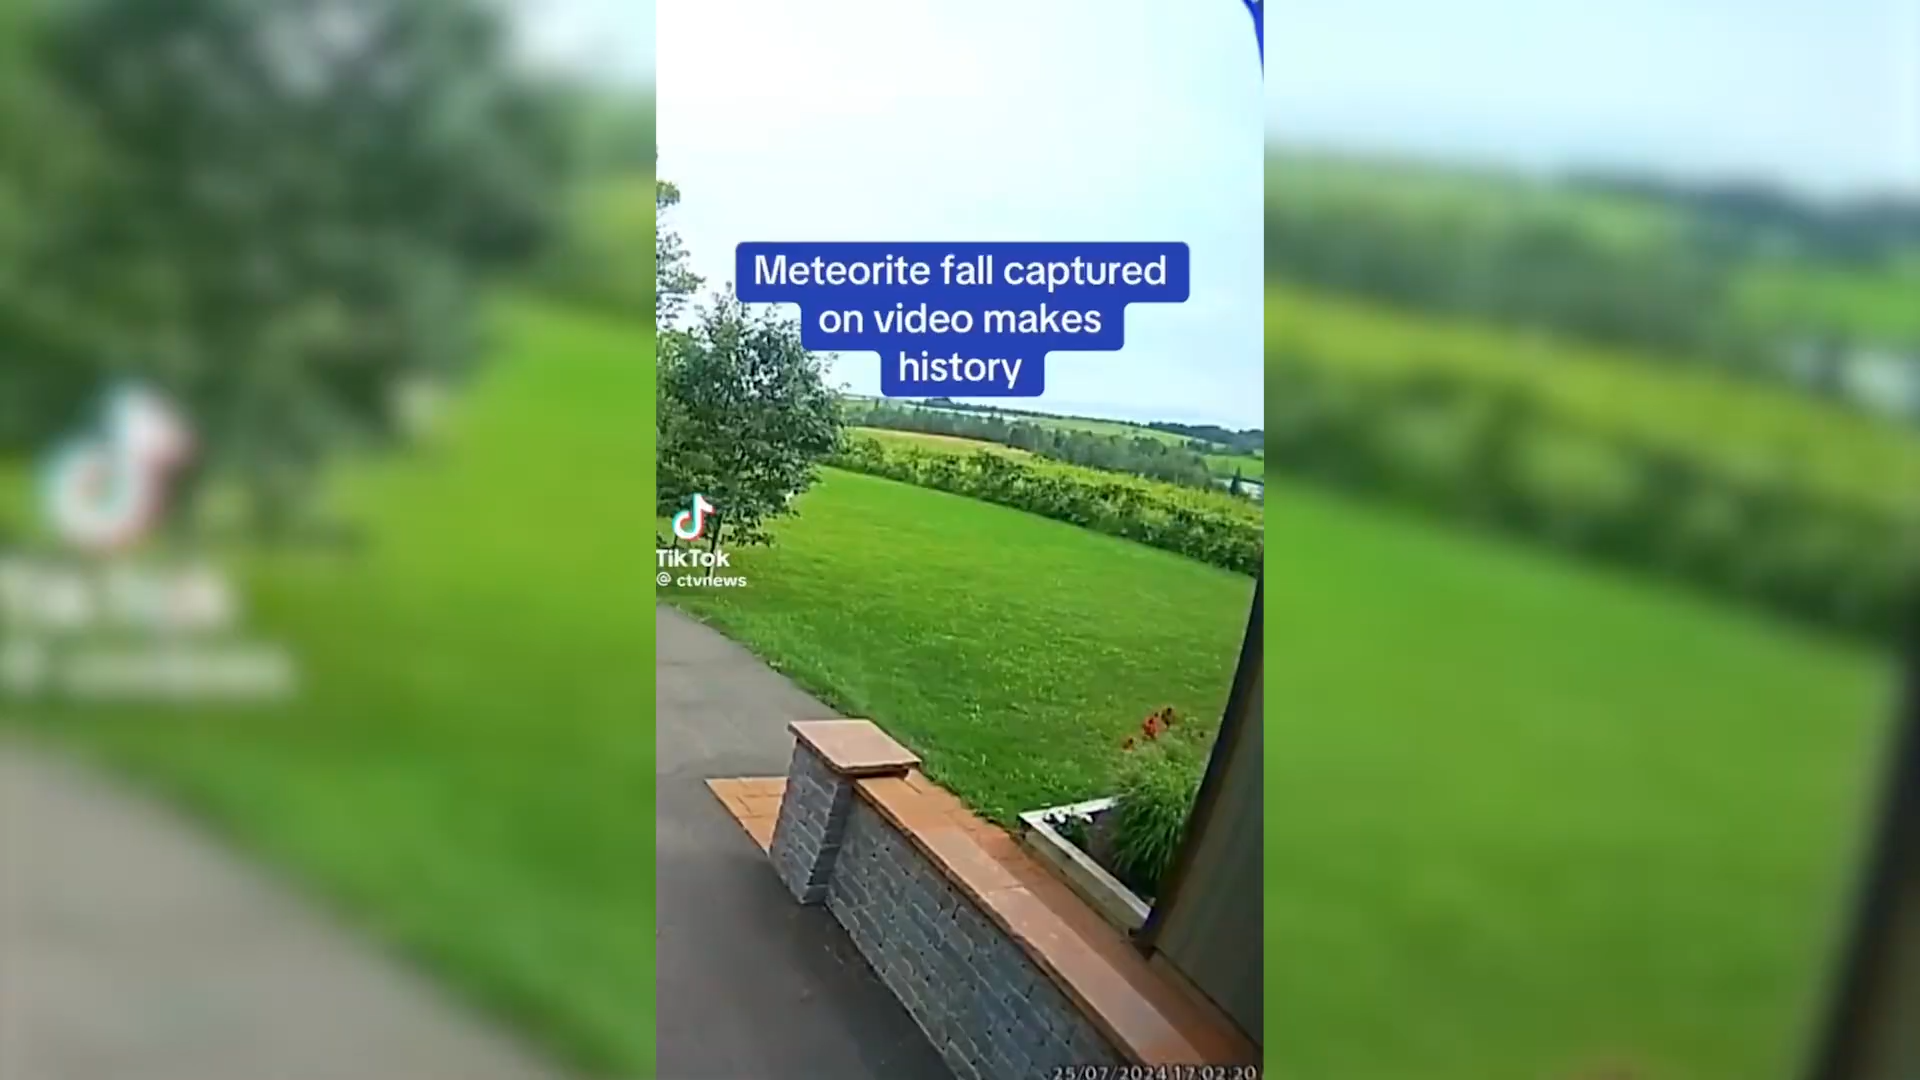 Meteorite fall captured
on video makes
history
TikTok
@ ctvnews
25/07/2024 17:02:20